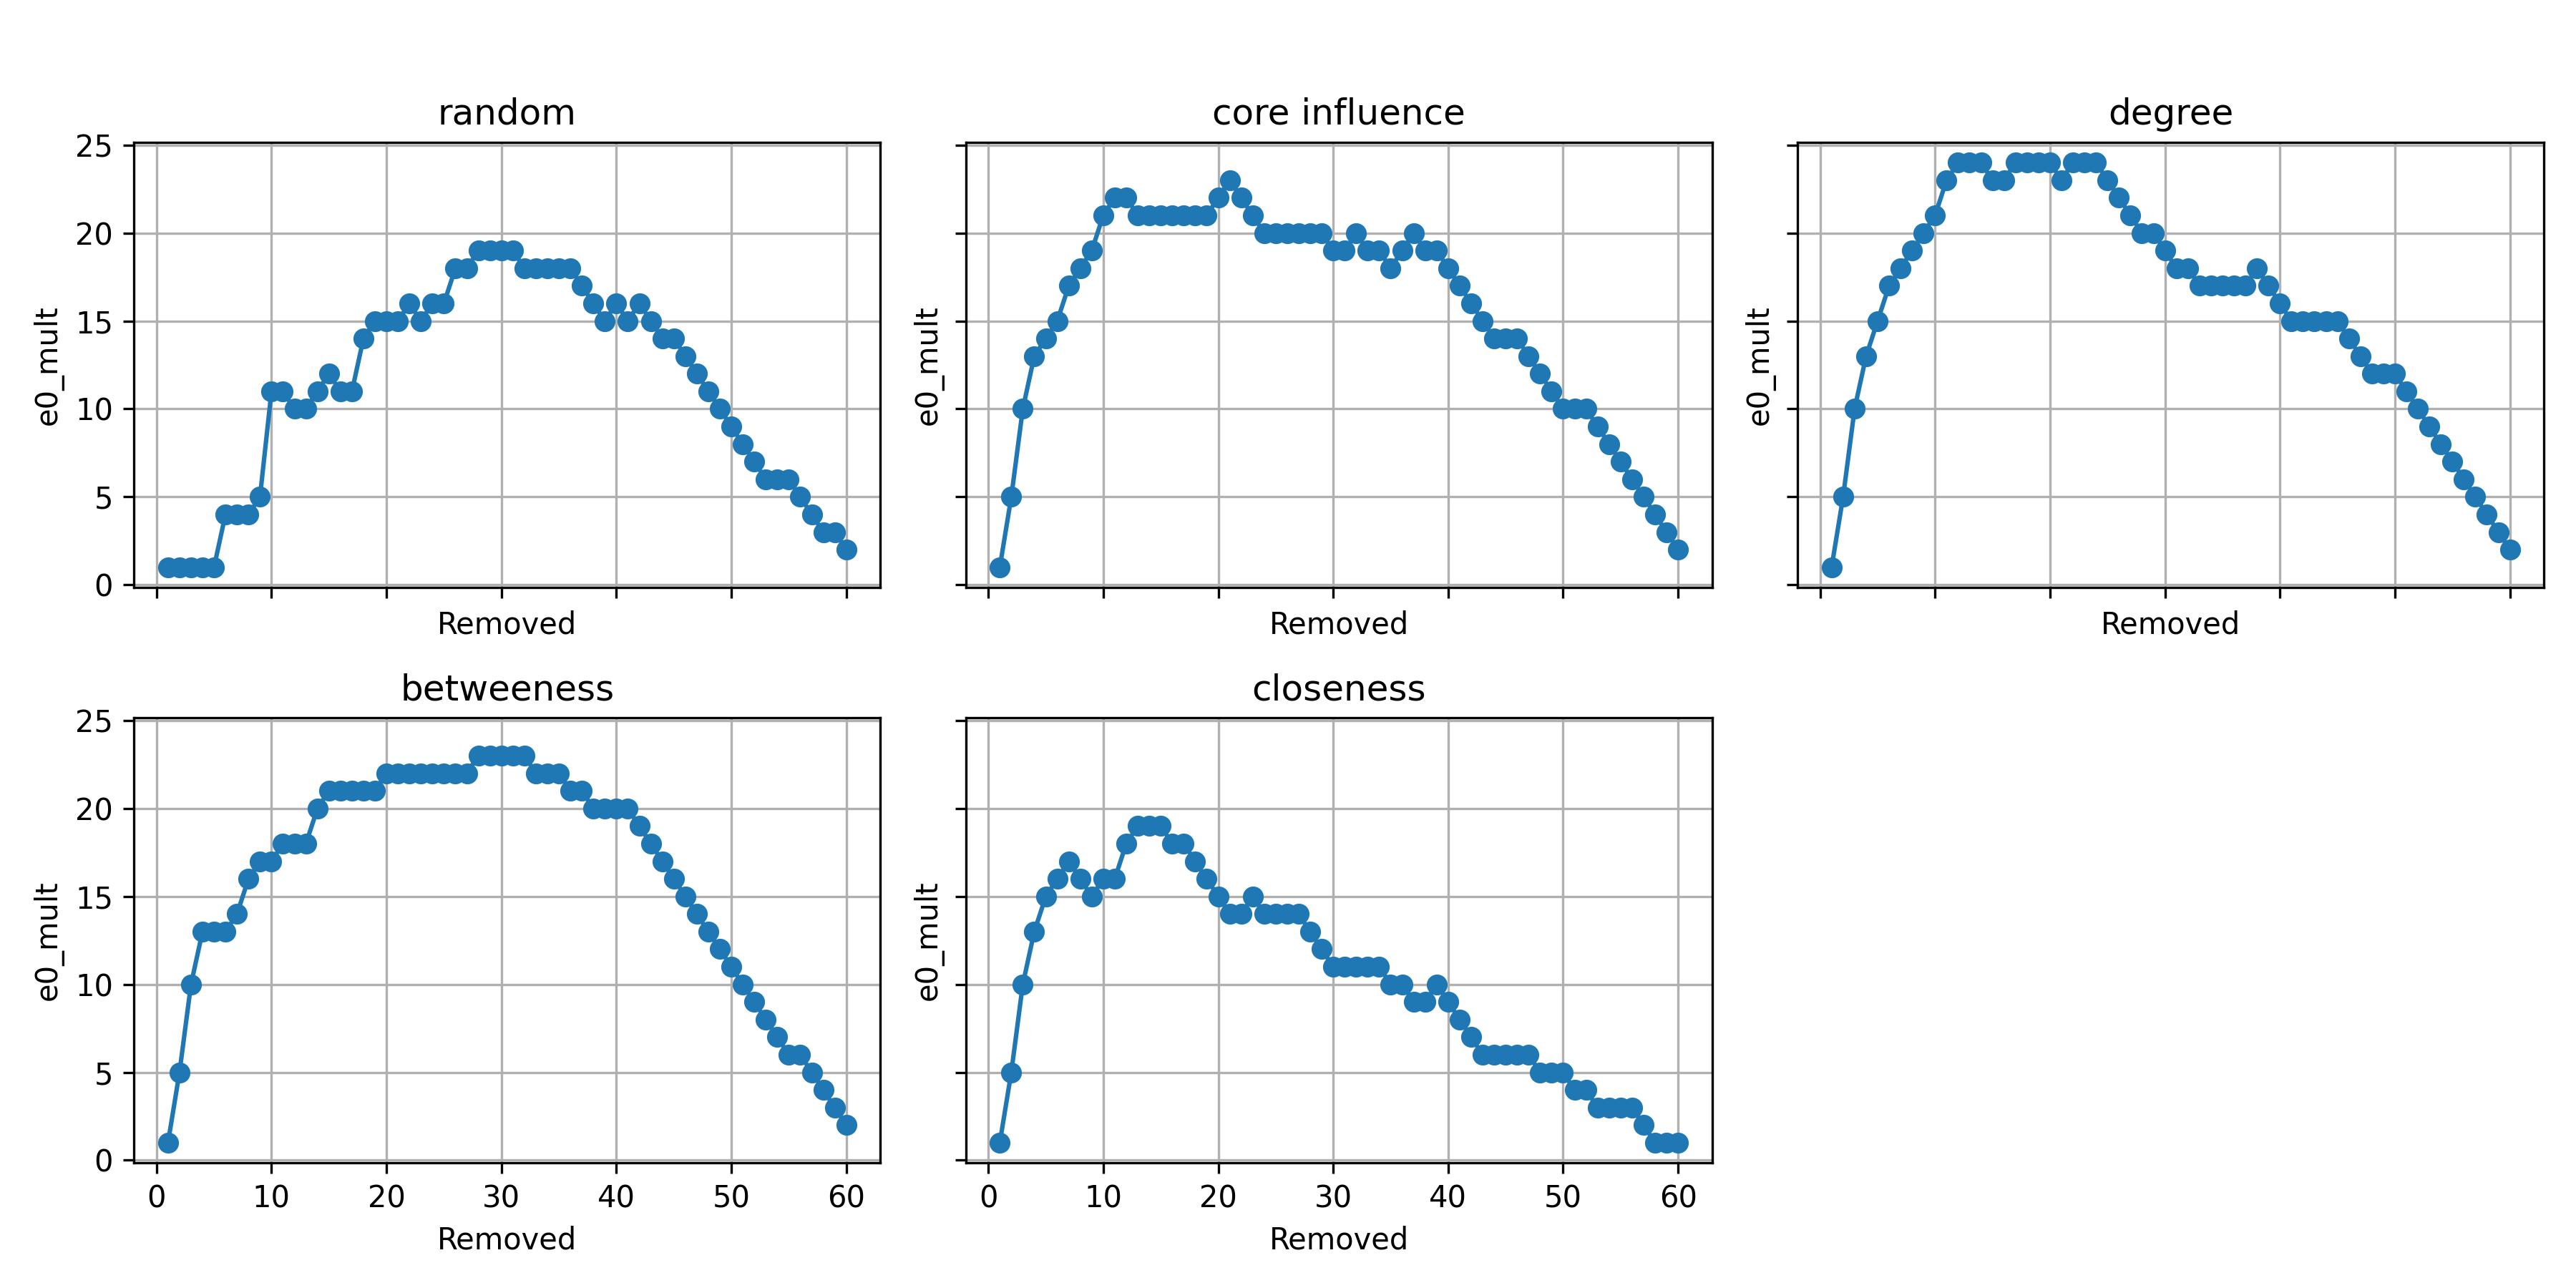 random
core influence
degree
25
20
15
10
5
0
e0_mult
e0_mult
e0_mult
Removed
Removed
Removed
betweeness
closeness
25
20
15
10
5
0
e0_mult
e0_mult
0 10 20 30 40 50 60
0 10 20 30 40 50 60
Removed
Removed